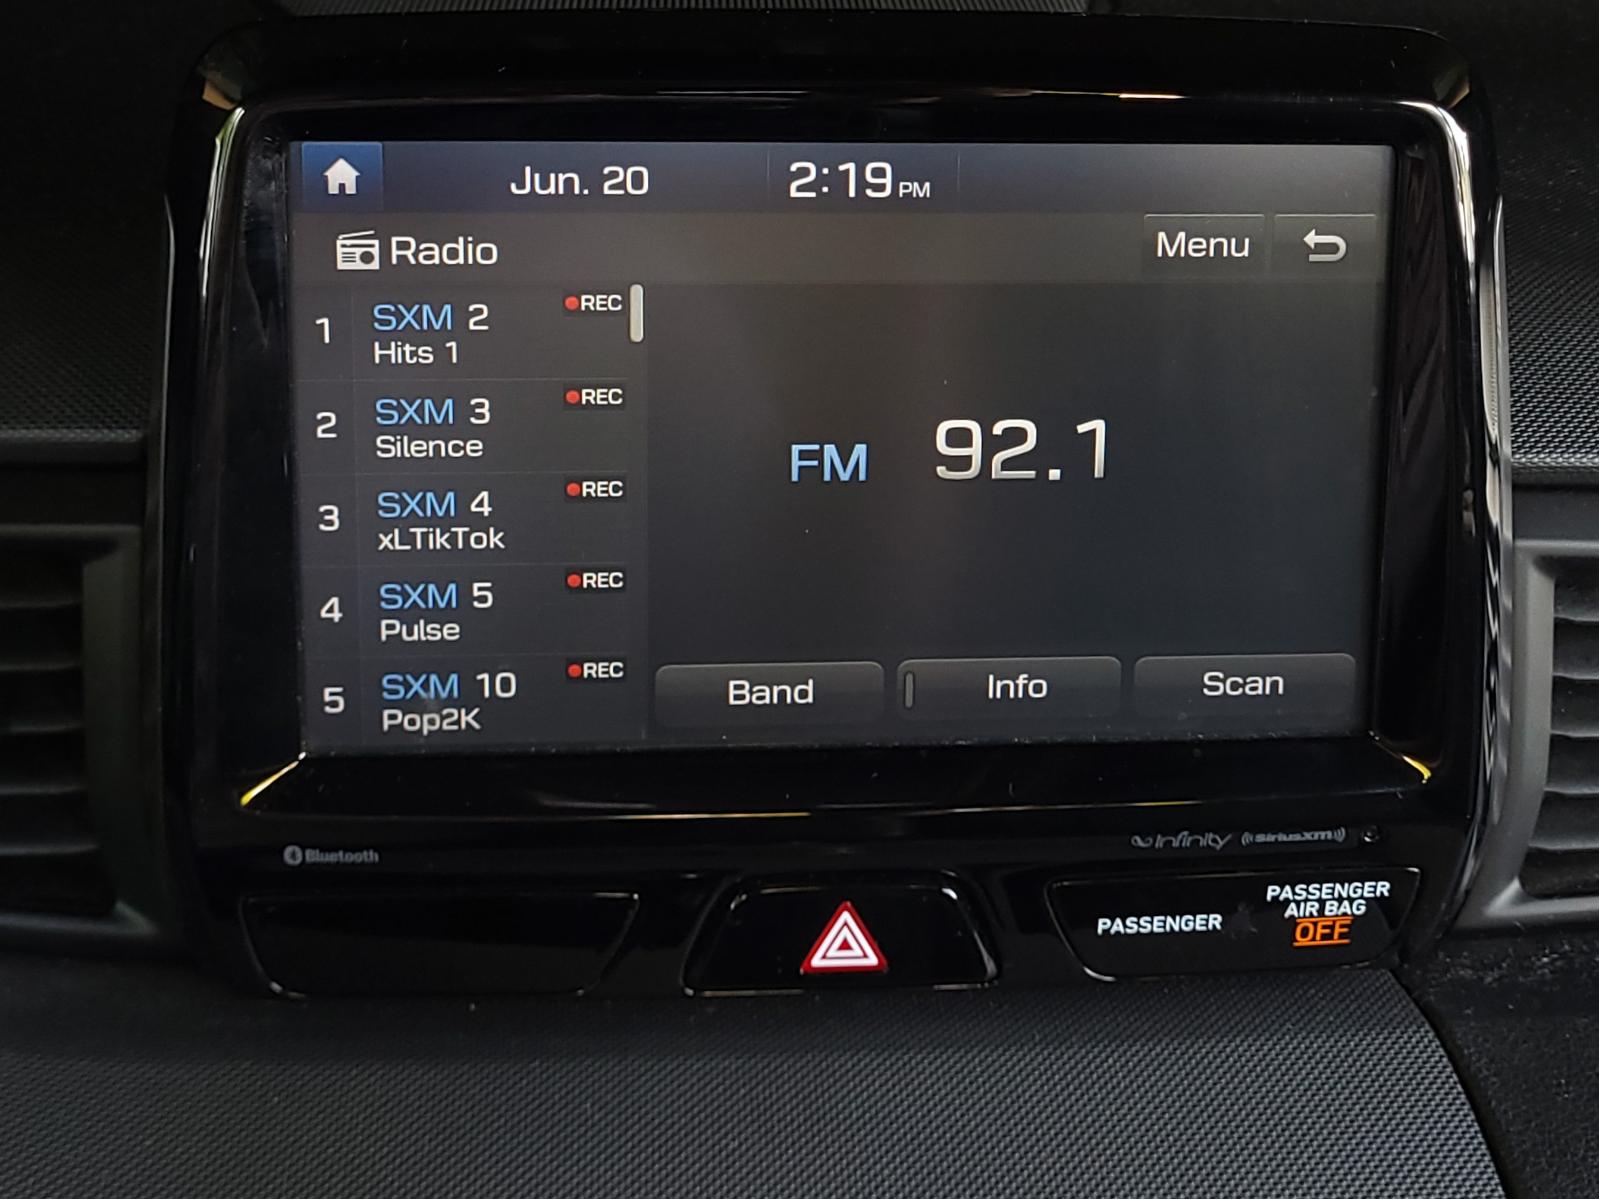 Jun. 20 2:19 PM
Radio Menu
1 SXM 2 REC
Hits 1
2 SXM 3 REC
Silence
3 SXM 4 REC
xLTikTok
4 SXM 5 REC
Pulse
5 SXM 10 REC
Pop2K
FM 92.1
Band Info Scan
Bluetooth
Infinity
((SiriusXM))
PASSENGER
PASSENGER
AIR BAG
OFF